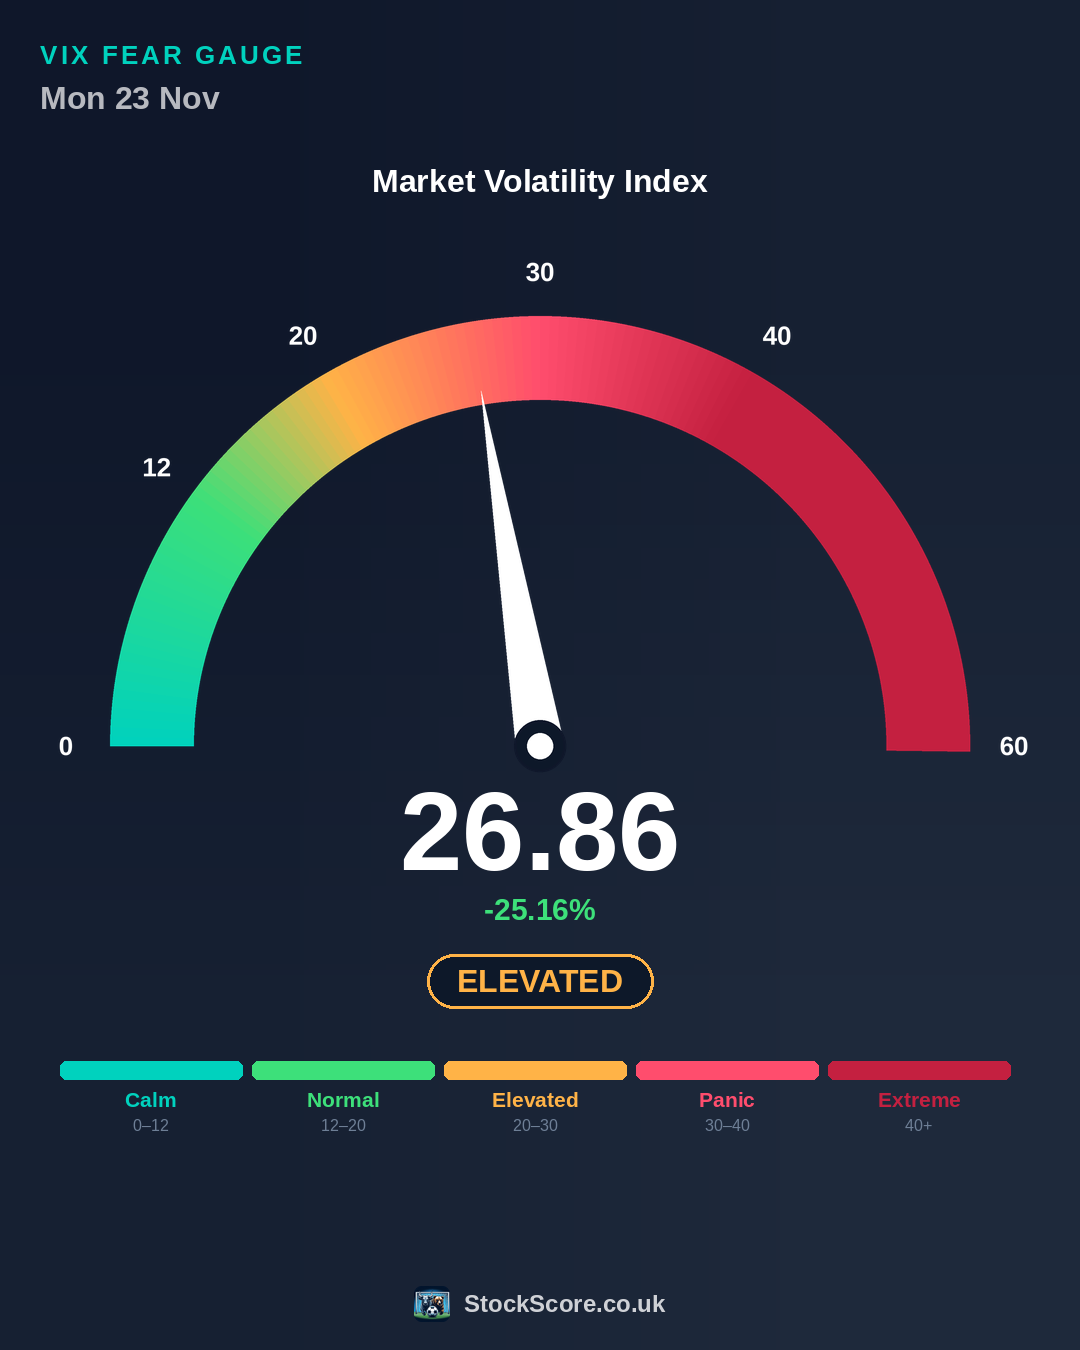 VIX FEAR GAUGE
Mon 23 Nov
Market Volatility Index
30
20
40
12
0
60
26.86
-25.16%
ELEVATED
Calm Normal Elevated Panic Extreme
0–12 12–20 20–30 30–40 40+
StockScore.co.uk